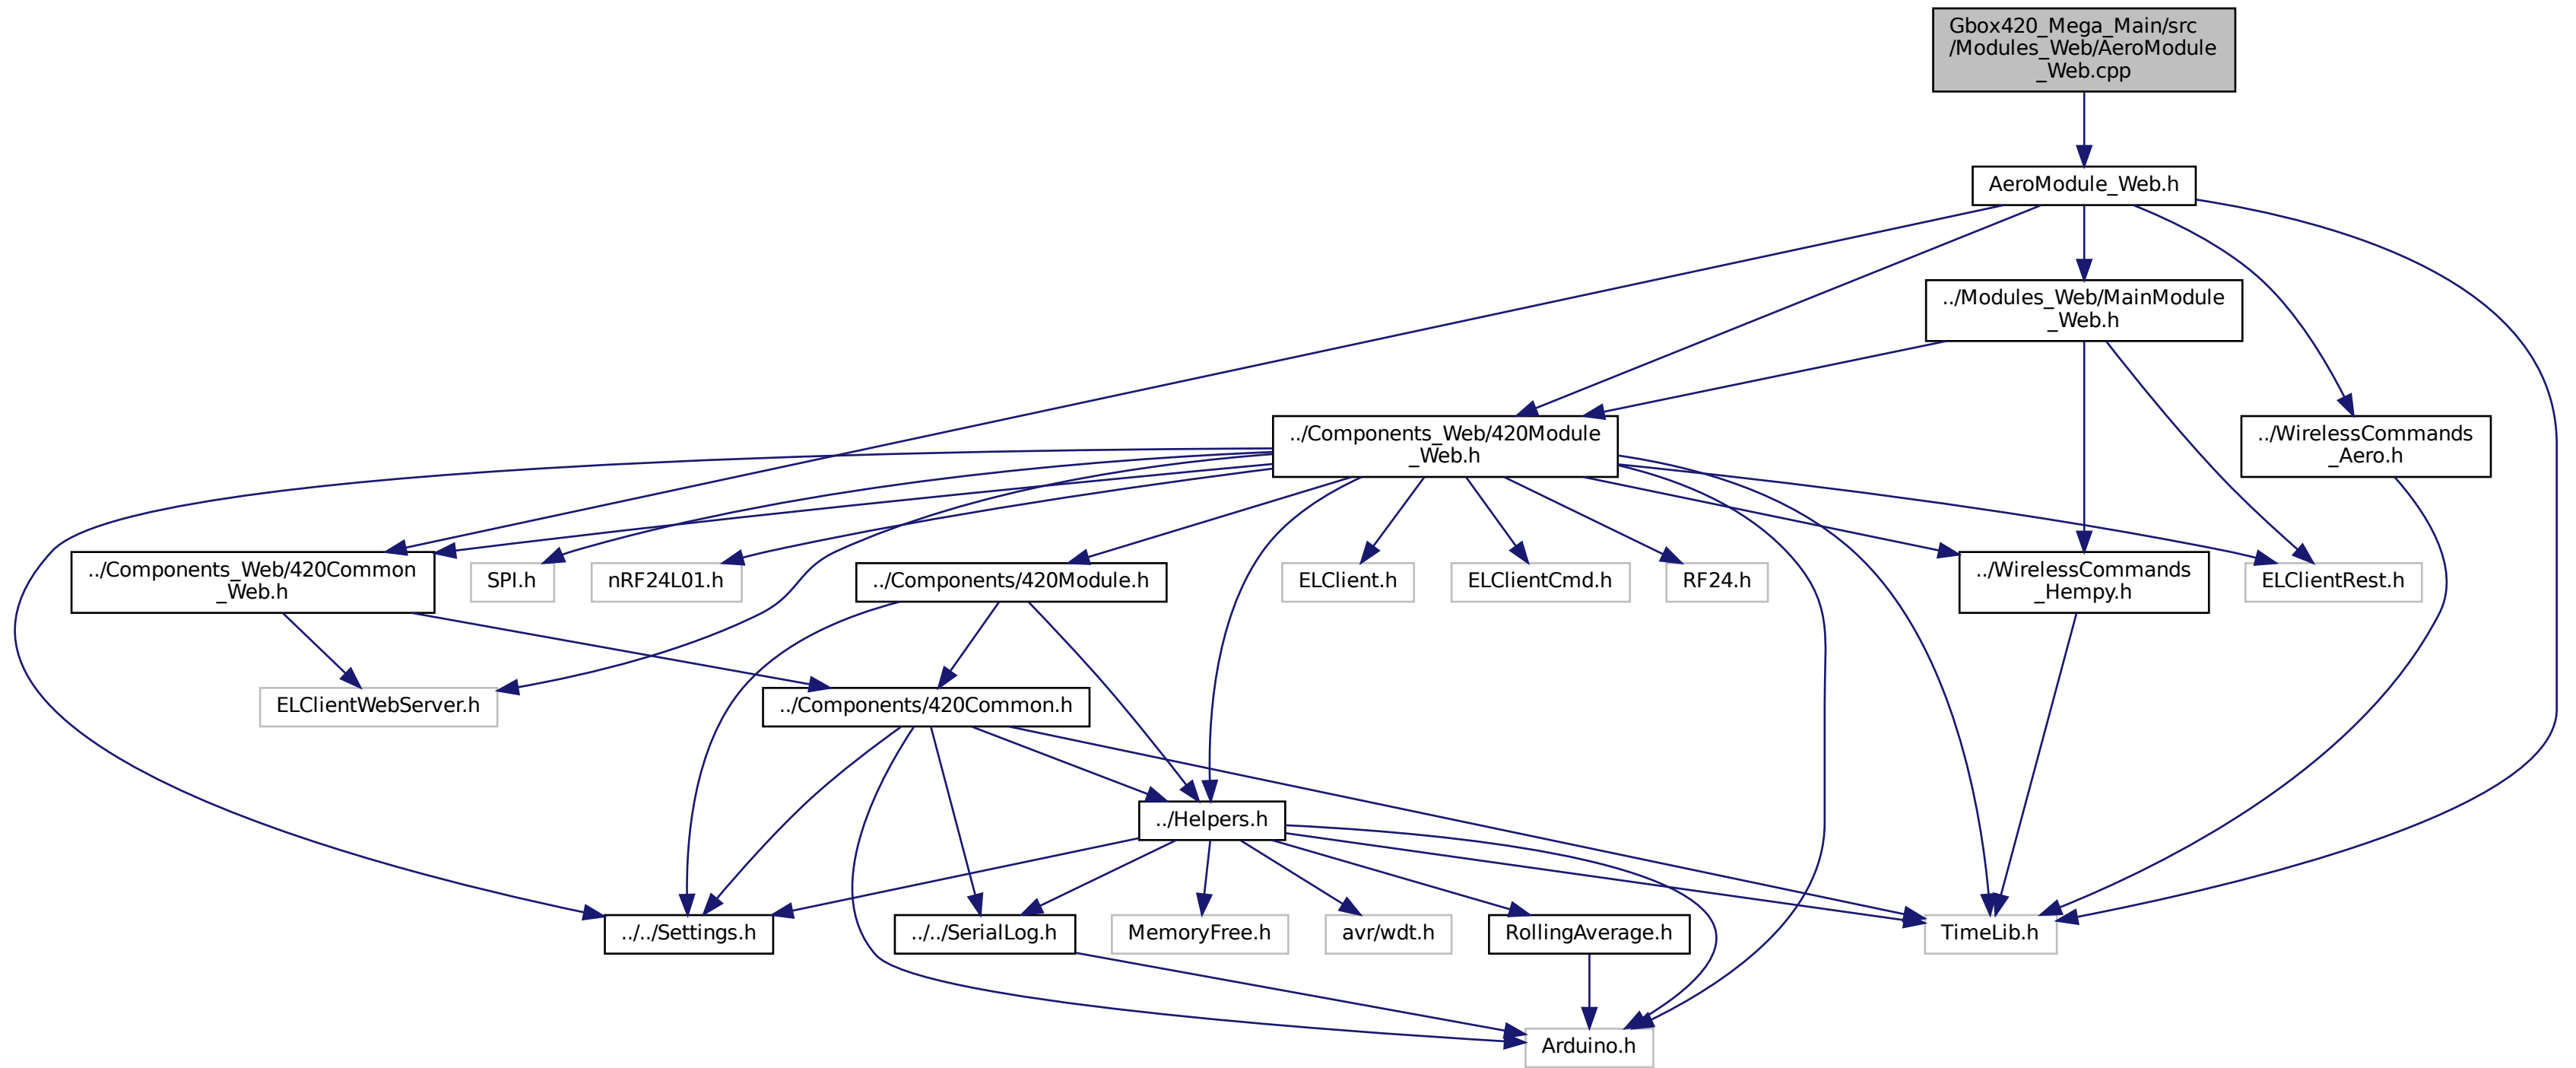 Gbox420_Mega_Main/src
/Modules_Web/AeroModule
_Web.cpp
AeroModule_Web.h
../Modules_Web/MainModule
_Web.h
../Components_Web/420Module
_Web.h
../WirelessCommands
_Aero.h
../Components_Web/420Common
_Web.h
SPI.h
nRF24L01.h
../Components/420Module.h
ELClient.h
ELClientCmd.h
RF24.h
../WirelessCommands
_Hempy.h
ELClientRest.h
ELClientWebServer.h
../Components/420Common.h
../Helpers.h
../../Settings.h
../../SerialLog.h
MemoryFree.h
avr/wdt.h
RollingAverage.h
TimeLib.h
Arduino.h